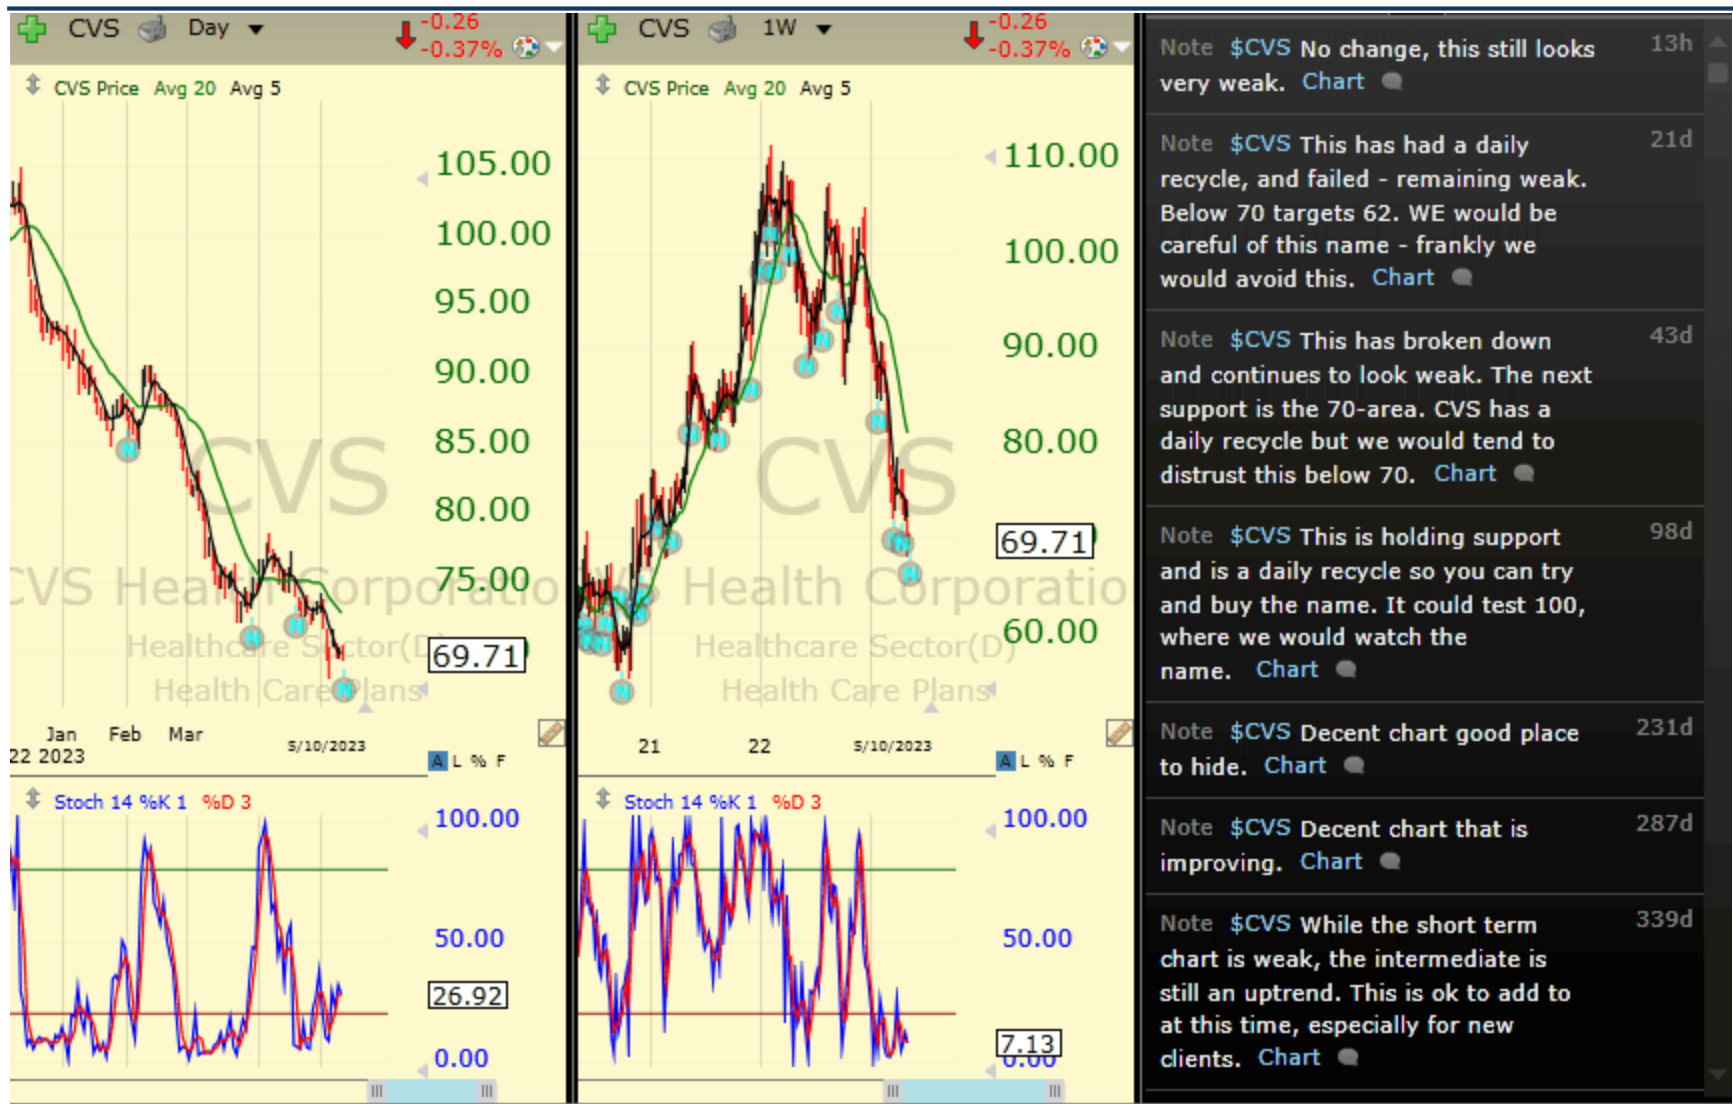 CVS Day -0.26
-0.37%
CVS Price Avg 20 Avg 5
105.00
100.00
95.00
90.00
85.00
80.00
75.00
69.71
CVS
CVS Health Corporatio
Healthcare Sector(D
Health Care Plans
N
N
N
N
Jan Feb Mar 5/10/2023
22 2023
A L % F
Stoch 14 %K 1 %D 3
100.00
50.00
26.92
0.00
CVS 1W -0.26
-0.37%
CVS Price Avg 20 Avg 5
110.00
100.00
90.00
80.00
69.71
60.00
CVS
Health Corporatio
Healthcare Sector(D)
Health Care Plans
21 22 5/10/2023
A L % F
Stoch 14 %K 1 %D 3
100.00
50.00
7.13
0.00
Note $CVS No change, this still looks 13h
very weak. Chart
Note $CVS This has had a daily 21d
recycle, and failed - remaining weak.
Below 70 targets 62. WE would be
careful of this name - frankly we
would avoid this. Chart
Note $CVS This has broken down 43d
and continues to look weak. The next
support is the 70-area. CVS has a
daily recycle but we would tend to
distrust this below 70. Chart
Note $CVS This is holding support 98d
and is a daily recycle so you can try
and buy the name. It could test 100,
where we would watch the
name. Chart
Note $CVS Decent chart good place 231d
to hide. Chart
Note $CVS Decent chart that is 287d
improving. Chart
Note $CVS While the short term 339d
chart is weak, the intermediate is
still an uptrend. This is ok to add to
at this time, especially for new
clients. Chart